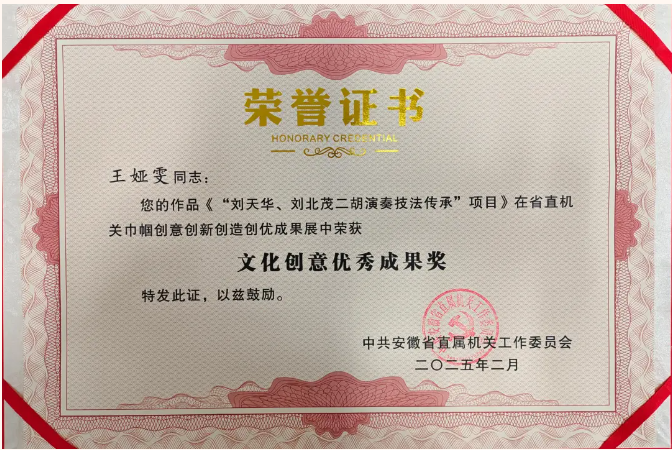 荣誉证书
HONORARY CREDENTIAL
王娅雯同志：
您的作品《“刘天华、刘北茂二胡演奏技法传承”项目》在省直机
关巾帼创意创新创造创优成果展中荣获
文化创意优秀成果奖
特发此证，以兹鼓励。
中共安徽省直属机关工作委员会
二〇二五年二月